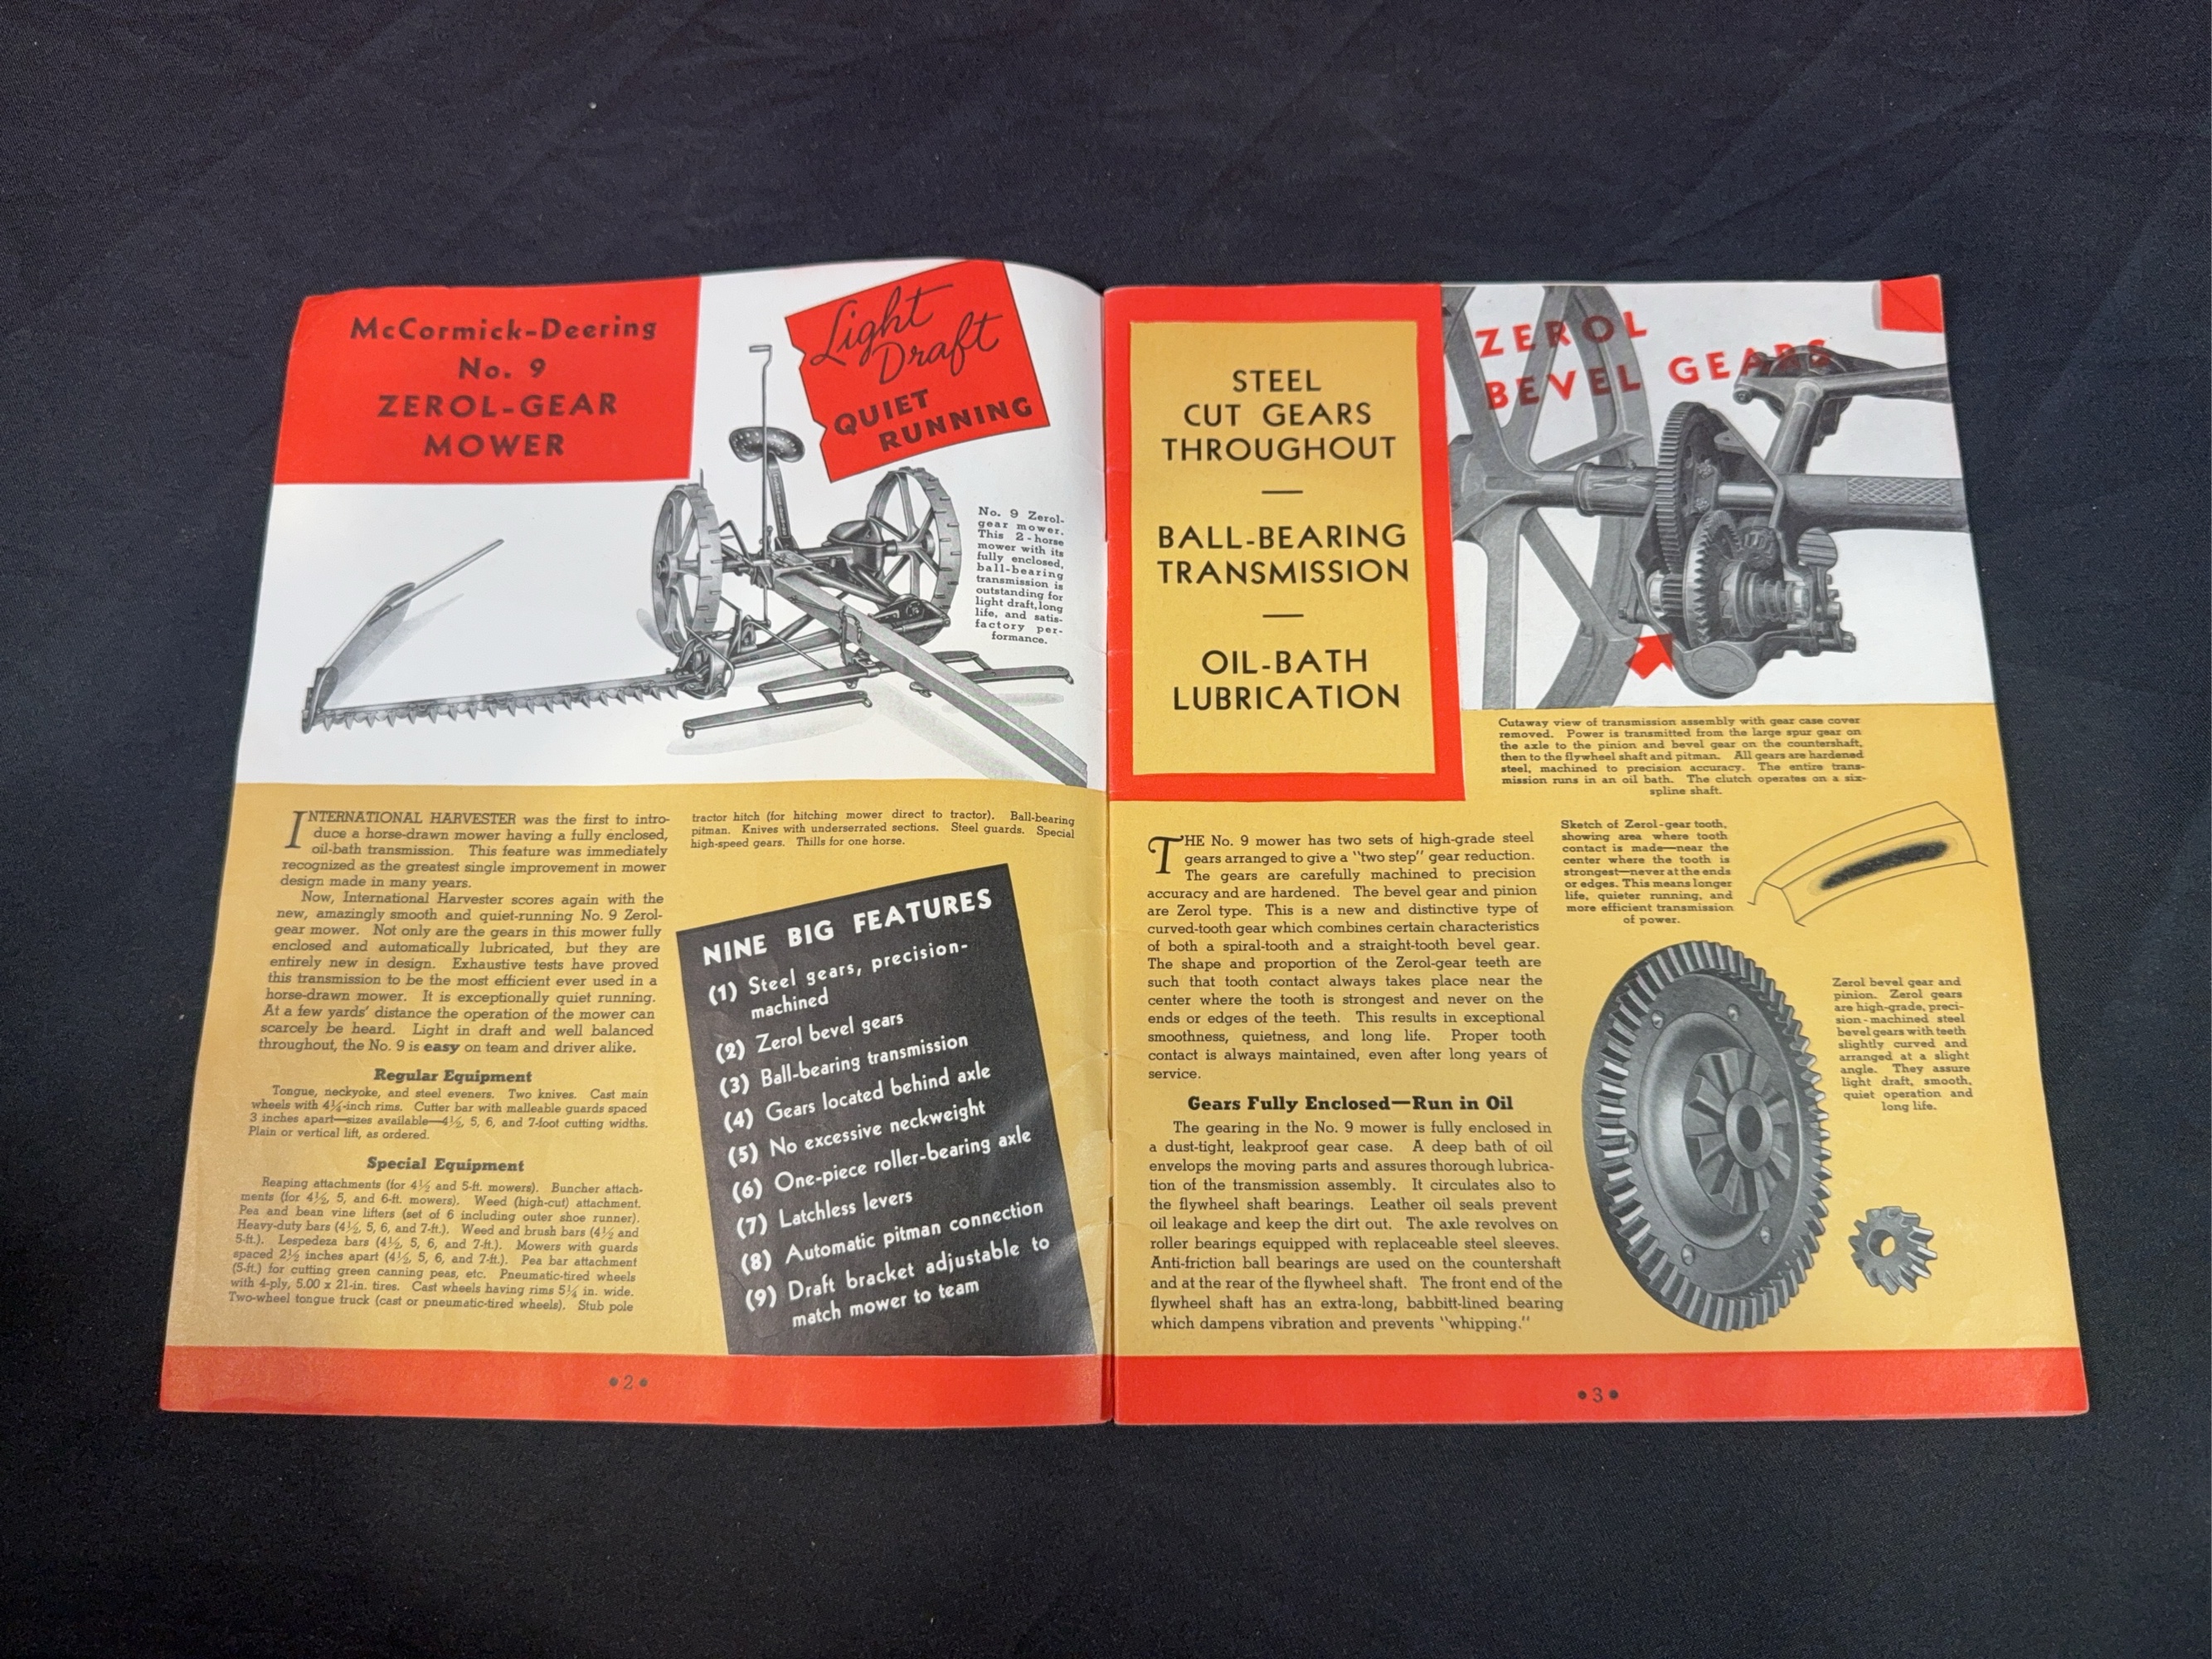 McCormick-Deering
No. 9
ZEROL-GEAR
MOWER
Light
Draft
QUIET
RUNNING
No. 9 Zerol-
gear mower.
This 2-horse
mower with its
fully enclosed,
ball-bearing
transmission is
outstanding for
light draft, long
life, and satis-
factory per-
formance.
INTERNATIONAL HARVESTER was the first to intro-
duce a horse-drawn mower having a fully enclosed,
oil-bath transmission. This feature was immediately
recognized as the greatest single improvement in mower
design made in many years.
Now, International Harvester scores again with the
new, amazingly smooth and quiet-running No. 9 Zerol-
gear mower. Not only are the gears in this mower fully
enclosed and automatically lubricated, but they are
entirely new in design. Exhaustive tests have proved
this transmission to be the most efficient ever used in a
horse-drawn mower. It is exceptionally quiet running.
At a few yards' distance the operation of the mower can
scarcely be heard. Light in draft and well balanced
throughout, the No. 9 is easy on team and driver alike.
Regular Equipment
Tongue, neckyoke, and steel eveners. Two knives. Cast main
wheels with 4¼-inch rims. Cutter bar with malleable guards spaced
3 inches apart—sizes available—4½, 5, 6, and 7-foot cutting widths.
Plain or vertical lift, as ordered.
Special Equipment
Reaping attachments (for 4½ and 5-ft. mowers). Buncher attach-
ments (for 4½, 5, and 6-ft. mowers). Weed (high-cut) attachment.
Pea and bean vine lifters (set of 6 including outer shoe runner).
Heavy-duty bars (4½, 5, 6, and 7-ft.). Weed and brush bars (4½ and
5-ft.). Lespedeza bars (4½, 5, 6, and 7-ft.). Mowers with guards
spaced 2½ inches apart (4½, 5, 6, and 7-ft.). Pea bar attachment
(5-ft.) for cutting green canning peas, etc. Pneumatic-tired wheels
with 4-ply, 5.00 x 21-in. tires. Cast wheels having rims 5¼ in. wide.
Two-wheel tongue truck (cast or pneumatic-tired wheels). Stub pole
tractor hitch (for hitching mower direct to tractor). Ball-bearing
pitman. Knives with underserrated sections. Steel guards. Special
high-speed gears. Thills for one horse.
NINE BIG FEATURES
(1) Steel gears, precision-
machined
(2) Zerol bevel gears
(3) Ball-bearing transmission
(4) Gears located behind axle
(5) No excessive neckweight
(6) One-piece roller-bearing axle
(7) Latchless levers
(8) Automatic pitman connection
(9) Draft bracket adjustable to
match mower to team
•2•
STEEL
CUT GEARS
THROUGHOUT
—
BALL-BEARING
TRANSMISSION
—
OIL-BATH
LUBRICATION
ZEROL
BEVEL GEARS
Cutaway view of transmission assembly with gear case cover
removed. Power is transmitted from the large spur gear on
the axle to the pinion and bevel gear on the countershaft,
then to the flywheel shaft and pitman. All gears are hardened
steel, machined to precision accuracy. The entire trans-
mission runs in an oil bath. The clutch operates on a six-
spline shaft.
THE No. 9 mower has two sets of high-grade steel
gears arranged to give a "two step" gear reduction.
The gears are carefully machined to precision
accuracy and are hardened. The bevel gear and pinion
are Zerol type. This is a new and distinctive type of
curved-tooth gear which combines certain characteristics
of both a spiral-tooth and a straight-tooth bevel gear.
The shape and proportion of the Zerol-gear teeth are
such that tooth contact always takes place near the
center where the tooth is strongest and never on the
ends or edges of the teeth. This results in exceptional
smoothness, quietness, and long life. Proper tooth
contact is always maintained, even after long years of
service.
Gears Fully Enclosed—Run in Oil
The gearing in the No. 9 mower is fully enclosed in
a dust-tight, leakproof gear case. A deep bath of oil
envelops the moving parts and assures thorough lubrica-
tion of the transmission assembly. It circulates also to
the flywheel shaft bearings. Leather oil seals prevent
oil leakage and keep the dirt out. The axle revolves on
roller bearings equipped with replaceable steel sleeves.
Anti-friction ball bearings are used on the countershaft
and at the rear of the flywheel shaft. The front end of the
flywheel shaft has an extra-long, babbitt-lined bearing
which dampens vibration and prevents "whipping."
Sketch of Zerol-gear tooth,
showing area where tooth
contact is made—near the
center where the tooth is
strongest—never at the ends
or edges. This means longer
life, quieter running, and
more efficient transmission
of power.
Zerol bevel gear and
pinion. Zerol gears
are high-grade, preci-
sion-machined steel
bevel gears with teeth
slightly curved and
arranged at a slight
angle. They assure
light draft, smooth,
quiet operation and
long life.
•3•